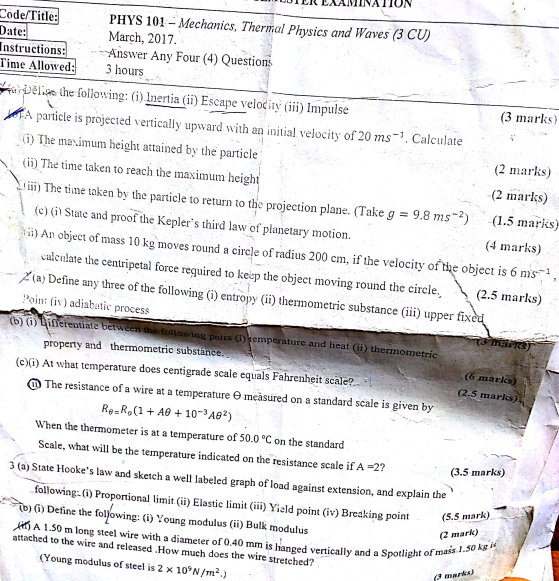 EXAMINATION
Code/Title: PHYS 101 – Mechanics, Thermal Physics and Waves (3 CU)
Date: March, 2017.
Instructions: Answer Any Four (4) Questions
Time Allowed: 3 hours
(a) Define the following: (i) Inertia (ii) Escape velocity (iii) Impulse (3 marks)
A particle is projected vertically upward with an initial velocity of 20 ms⁻¹. Calculate
(i) The maximum height attained by the particle (2 marks)
(ii) The time taken to reach the maximum height (2 marks)
(iii) The time taken by the particle to return to the projection plane. (Take g = 9.8 ms⁻²) (1.5 marks)
(c) (i) State and proof the Kepler's third law of planetary motion. (4 marks)
(ii) An object of mass 10 kg moves round a circle of radius 200 cm, if the velocity of the object is 6 ms⁻¹,
calculate the centripetal force required to keep the object moving round the circle. (2.5 marks)
2 (a) Define any three of the following (i) entropy (ii) thermometric substance (iii) upper fixed
Point (iv) adiabatic process (3 marks)
(b) (i) Differentiate between the following pairs (i) temperature and heat (ii) thermometric
property and thermometric substance. (6 marks)
(c)(i) At what temperature does centigrade scale equals Fahrenheit scale? (2.5 marks)
(ii) The resistance of a wire at a temperature Θ measured on a standard scale is given by
R_θ=R₀(1 + Aθ + 10⁻³Aθ²)
When the thermometer is at a temperature of 50.0 °C on the standard
Scale, what will be the temperature indicated on the resistance scale if A =2? (3.5 marks)
3 (a) State Hooke's law and sketch a well labeled graph of load against extension, and explain the
following: (i) Proportional limit (ii) Elastic limit (iii) Yield point (iv) Breaking point (5.5 mark)
(b) (i) Define the following: (i) Young modulus (ii) Bulk modulus (2 mark)
(ii) A 1.50 m long steel wire with a diameter of 0.40 mm is hanged vertically and a Spotlight of mass 1.50 kg is
attached to the wire and released .How much does the wire stretched?
(Young modulus of steel is 2 × 10⁹N/m².) (3 marks)